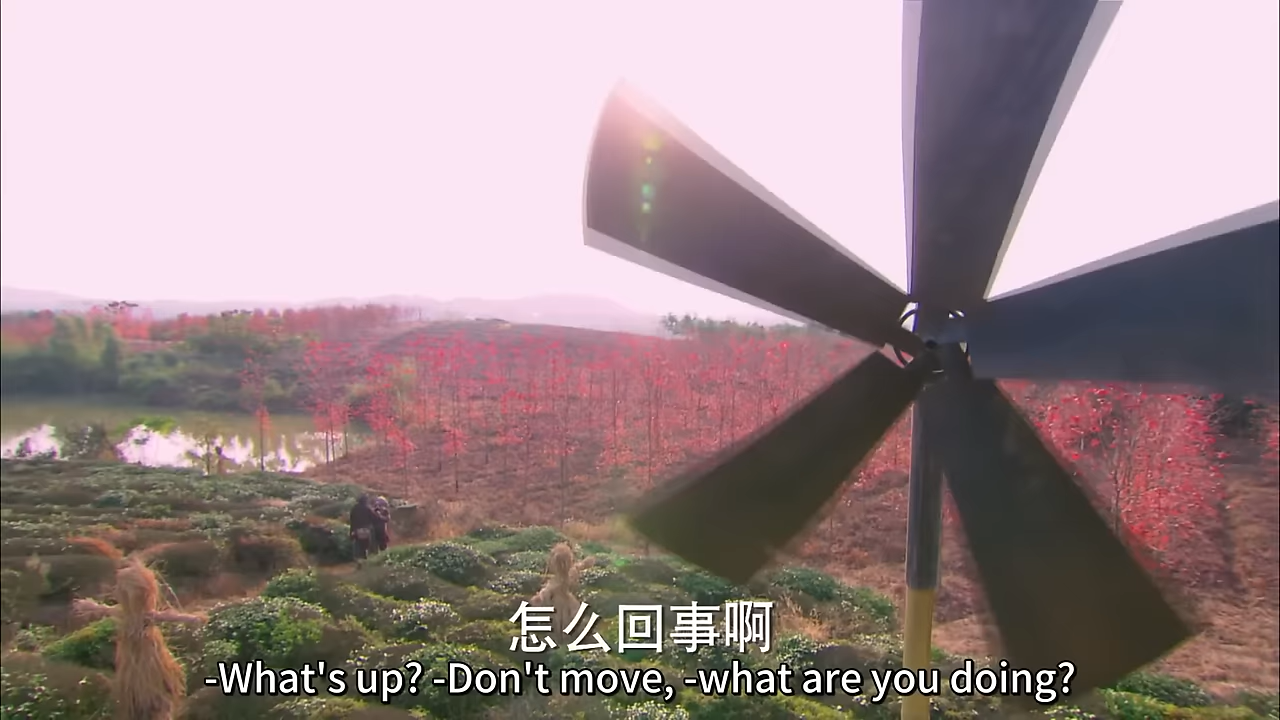 怎么回事啊
-What's up? -Don't move, -what are you doing?